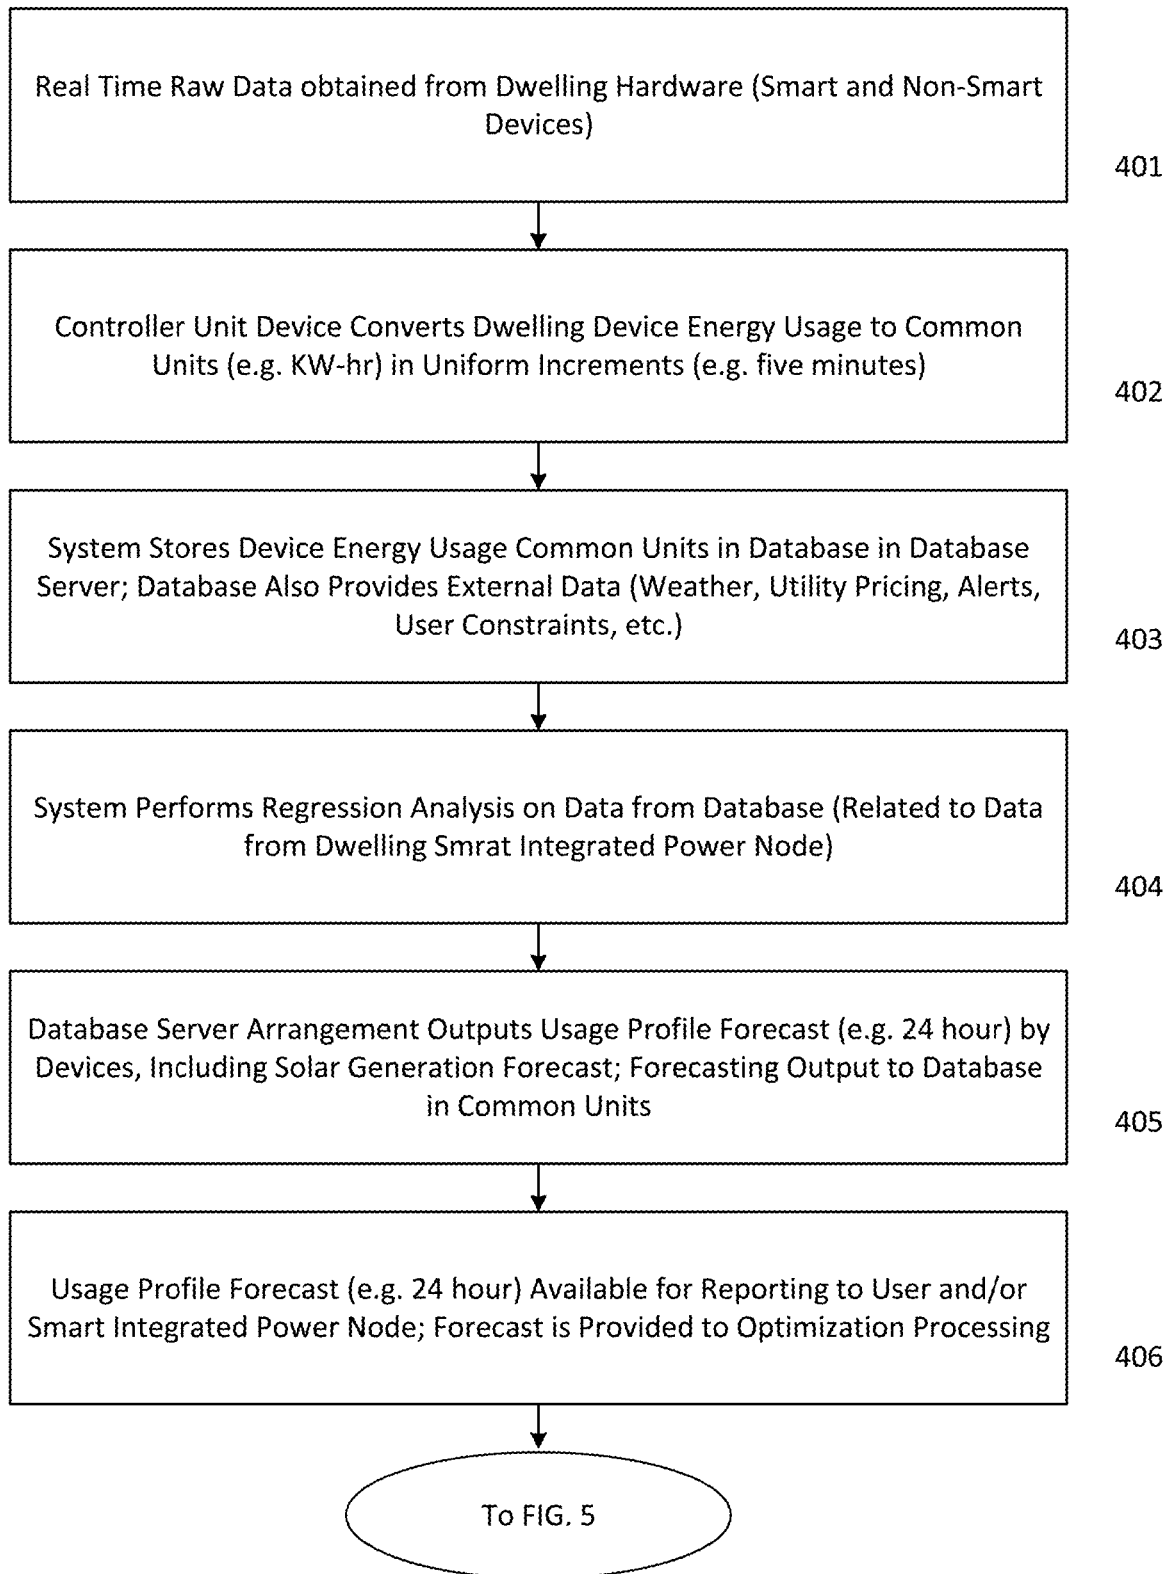 Real Time Raw Data obtained from Dwelling Hardware (Smart and Non-Smart
Devices)
401
Controller Unit Device Converts Dwelling Device Energy Usage to Common
Units (e.g. KW-hr) in Uniform Increments (e.g. five minutes)
402
System Stores Device Energy Usage Common Units in Database in Database
Server; Database Also Provides External Data (Weather, Utility Pricing, Alerts,
User Constraints, etc.)
403
System Performs Regression Analysis on Data from Database (Related to Data
from Dwelling Smrat Integrated Power Node)
404
Database Server Arrangement Outputs Usage Profile Forecast (e.g. 24 hour) by
Devices, Including Solar Generation Forecast; Forecasting Output to Database
in Common Units
405
Usage Profile Forecast (e.g. 24 hour) Available for Reporting to User and/or
Smart Integrated Power Node; Forecast is Provided to Optimization Processing
406
To FIG. 5